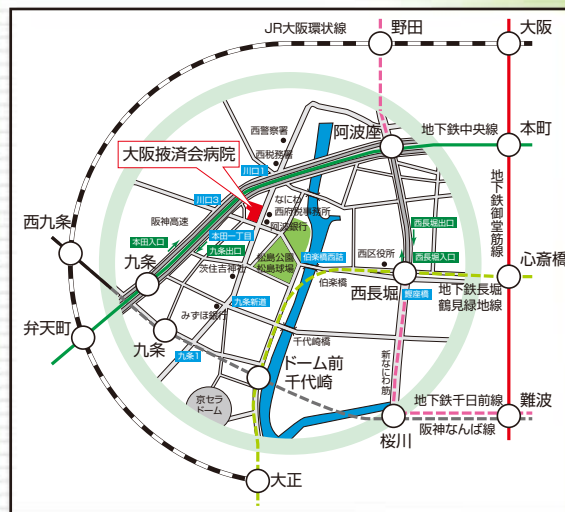 JR大阪環状線
野田
大阪
西警察署
西税務署
阿波座
地下鉄中央線
本町
大阪掖済会病院
川口1
川口3
なにわ
西府税事務所
阿波銀行
阪神高速
本田一丁目
本田入口
九条出口
西長堀出口
西長堀入口
地下鉄御堂筋線
西九条
松島公園
松島球場
伯楽橋西詰
西区役所
茨住吉神社
伯楽橋
心斎橋
九条
西長堀
地下鉄長堀
鶴見緑地線
九条新道
みずほ銀行
弁天町
九条
九条1
千代崎橋
ドーム前
千代崎
新なにわ筋
京セラ
ドーム
地下鉄千日前線
難波
阪神なんば線
桜川
大正